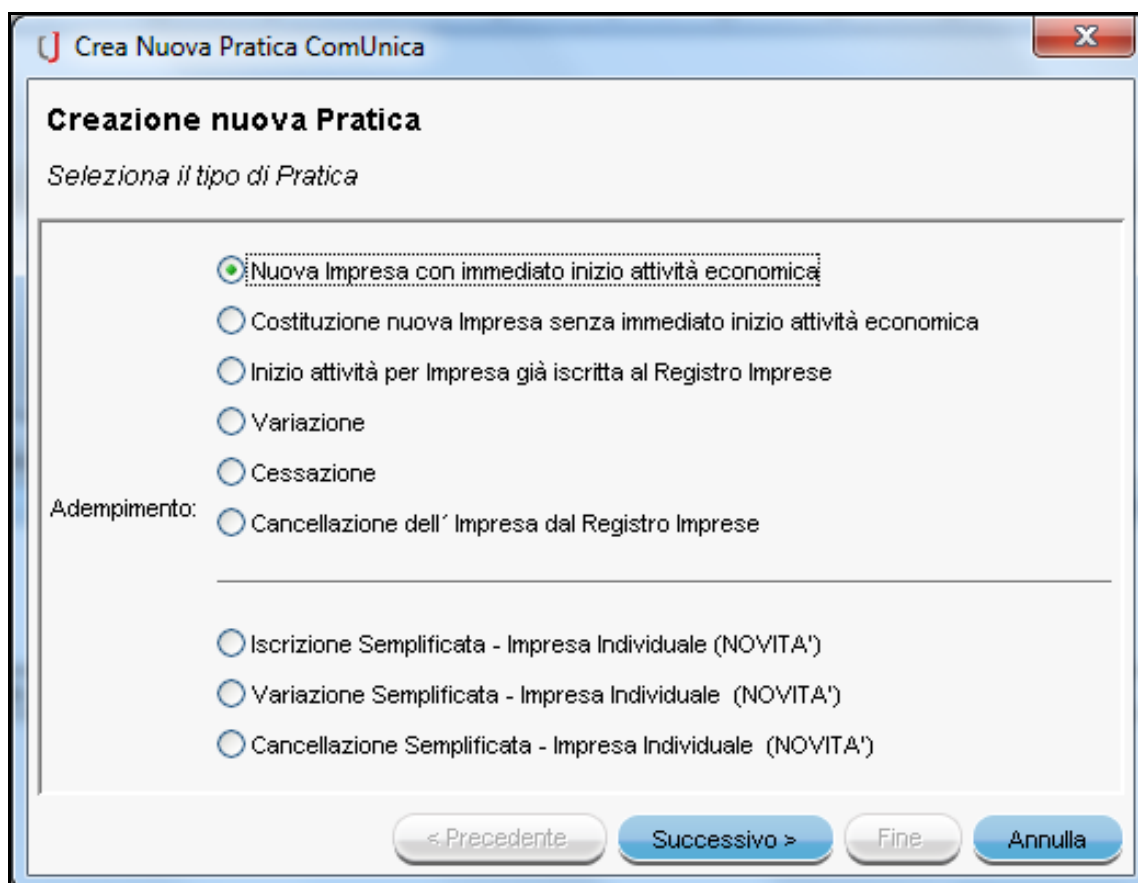 Crea Nuova Pratica ComUnica
Creazione nuova Pratica
Seleziona il tipo di Pratica
Adempimento:
Nuova Impresa con immediato inizio attività economica
Costituzione nuova Impresa senza immediato inizio attività economica
Inizio attività per Impresa già iscritta al Registro Imprese
Variazione
Cessazione
Cancellazione dell´ Impresa dal Registro Imprese
Iscrizione Semplificata - Impresa Individuale (NOVITA')
Variazione Semplificata - Impresa Individuale  (NOVITA')
Cancellazione Semplificata - Impresa Individuale  (NOVITA')
< Precedente
Successivo >
Fine
Annulla